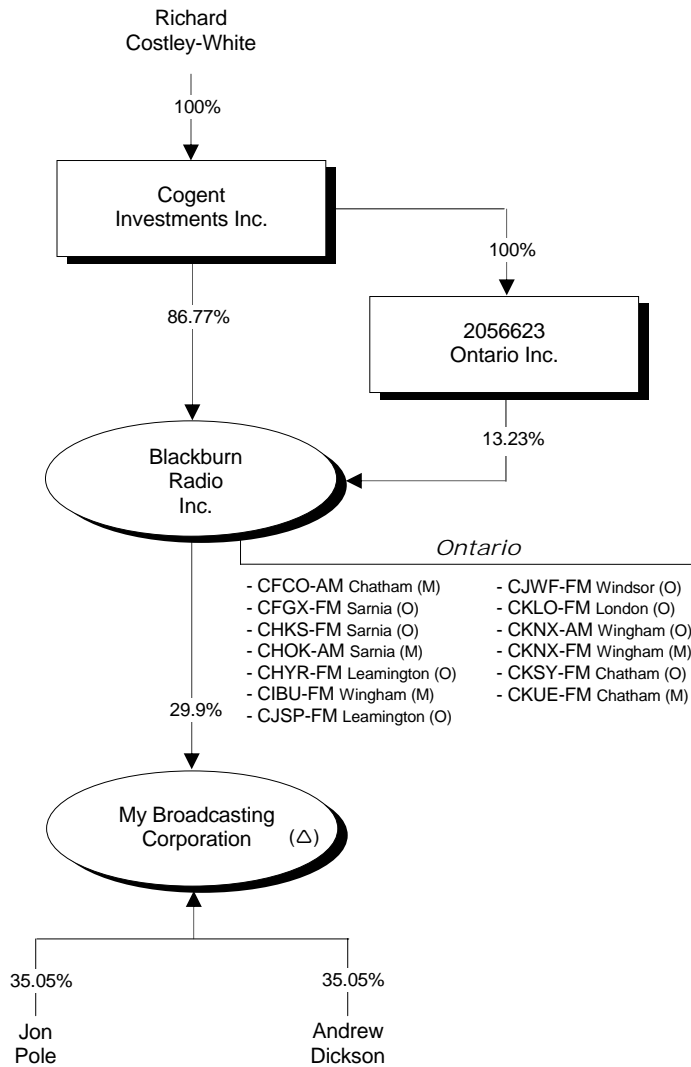 Richard
Costley-White
100%
Cogent
Investments Inc.
100%
86.77%
2056623
Ontario Inc.
13.23%
Blackburn
Radio
Inc.
Ontario
- CFCO-AM Chatham (M)
- CFGX-FM Sarnia (O)
- CHKS-FM Sarnia (O)
- CHOK-AM Sarnia (M)
- CHYR-FM Leamington (O)
- CIBU-FM Wingham (M)
- CJSP-FM Leamington (O)
- CJWF-FM Windsor (O)
- CKLO-FM London (O)
- CKNX-AM Wingham (O)
- CKNX-FM Wingham (M)
- CKSY-FM Chatham (O)
- CKUE-FM Chatham (M)
29.9%
My Broadcasting
Corporation (△)
35.05%
35.05%
Jon
Pole
Andrew
Dickson